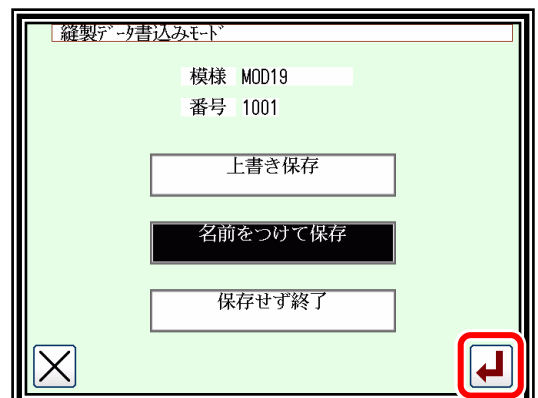 縫製ﾃﾞｰﾀ書込みﾓｰﾄﾞ
模様 MOD19
番号 1001
上書き保存
名前をつけて保存
保存せず終了